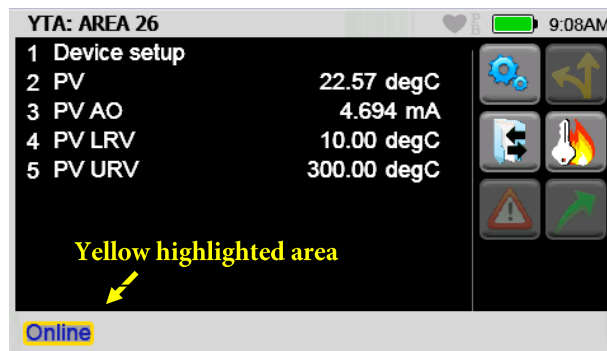 YTA: AREA 26 9:08AM
1 Device setup
2 PV 22.57 degC
3 PV AO 4.694 mA
4 PV LRV 10.00 degC
5 PV URV 300.00 degC
Yellow highlighted area
Online